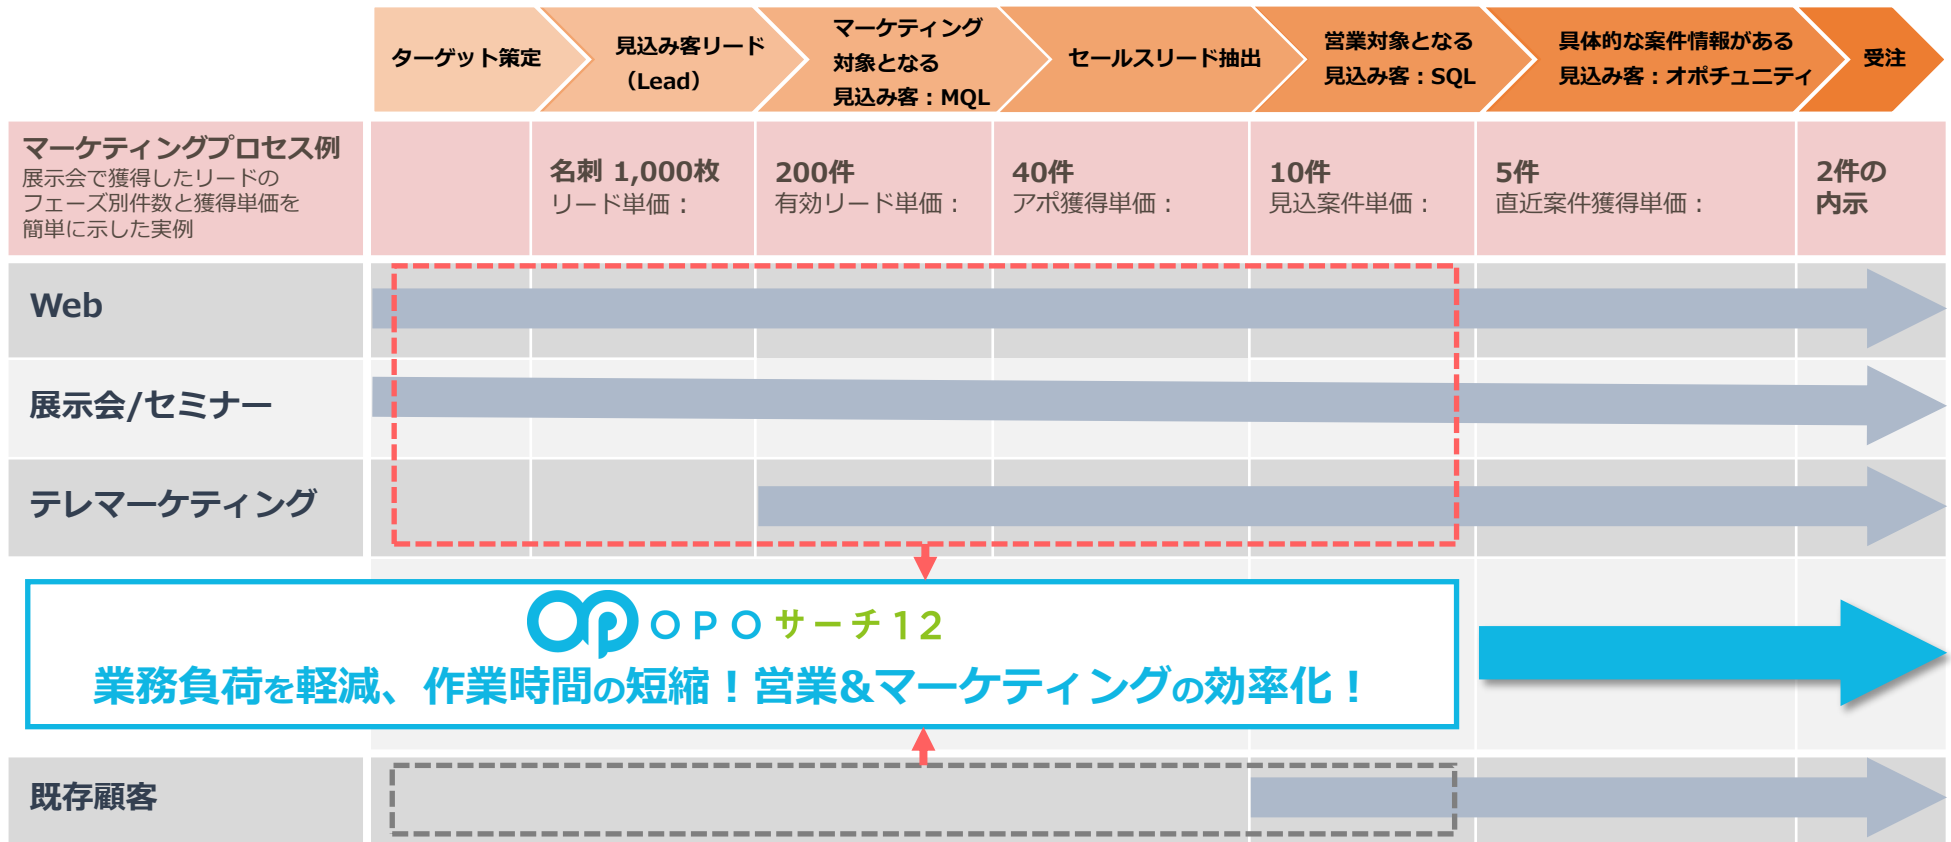 ターゲット策定
見込み客リード
（Lead）
マーケティング
対象となる
見込み客：MQL
セールスリード抽出
営業対象となる
見込み客：SQL
具体的な案件情報がある
見込み客：オポチュニティ
受注
マーケティングプロセス例
展示会で獲得したリードの
フェーズ別件数と獲得単価を
簡単に示した実例
名刺 1,000枚
リード単価：
200件
有効リード単価：
40件
アポ獲得単価：
10件
見込案件単価：
5件
直近案件獲得単価：
2件の
内示
Web
展示会/セミナー
テレマーケティング
OPOサーチ12
業務負荷を軽減、作業時間の短縮！営業&マーケティングの効率化！
既存顧客